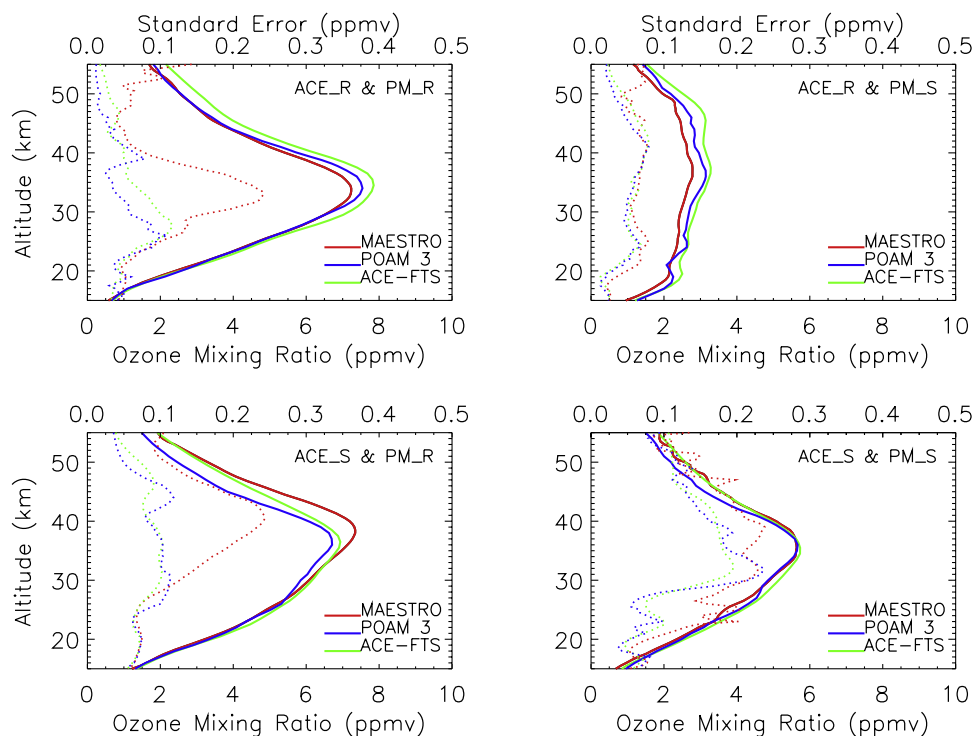 Standard Error (ppmv)
0.0 0.1 0.2 0.3 0.4 0.5
ACE_R & PM_R
50
40
30
20
Altitude (km)
MAESTRO
POAM 3
ACE-FTS
0 2 4 6 8 10
Ozone Mixing Ratio (ppmv)
Standard Error (ppmv)
0.0 0.1 0.2 0.3 0.4 0.5
ACE_R & PM_S
50
40
30
20
Altitude (km)
MAESTRO
POAM 3
ACE-FTS
0 2 4 6 8 10
Ozone Mixing Ratio (ppmv)
0.0 0.1 0.2 0.3 0.4 0.5
ACE_S & PM_R
50
40
30
20
Altitude (km)
MAESTRO
POAM 3
ACE-FTS
0 2 4 6 8 10
Ozone Mixing Ratio (ppmv)
0.0 0.1 0.2 0.3 0.4 0.5
ACE_S & PM_S
50
40
30
20
Altitude (km)
MAESTRO
POAM 3
ACE-FTS
0 2 4 6 8 10
Ozone Mixing Ratio (ppmv)